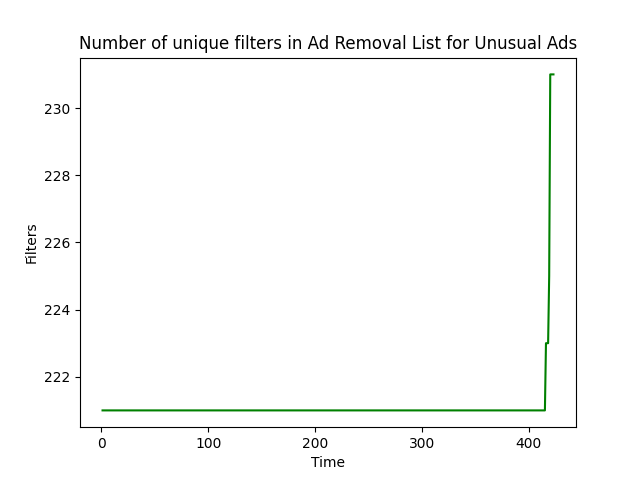 Number of unique filters in Ad Removal List for Unusual Ads
230
228
226
224
222
Filters
0 100 200 300 400
Time